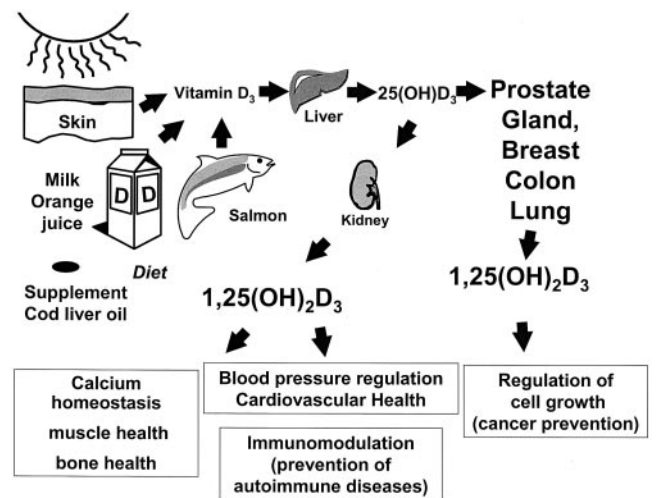 Skin
Vitamin D₃
Liver
25(OH)D₃
Prostate
Gland,
Breast
Colon
Lung
Milk
Orange
juice
D D
Salmon
Kidney
Diet
Supplement
Cod liver oil
1,25(OH)₂D₃
1,25(OH)₂D₃
Calcium
homeostasis
muscle health
bone health
Blood pressure regulation
Cardiovascular Health
Immunomodulation
(prevention of
autoimmune diseases)
Regulation of
cell growth
(cancer prevention)